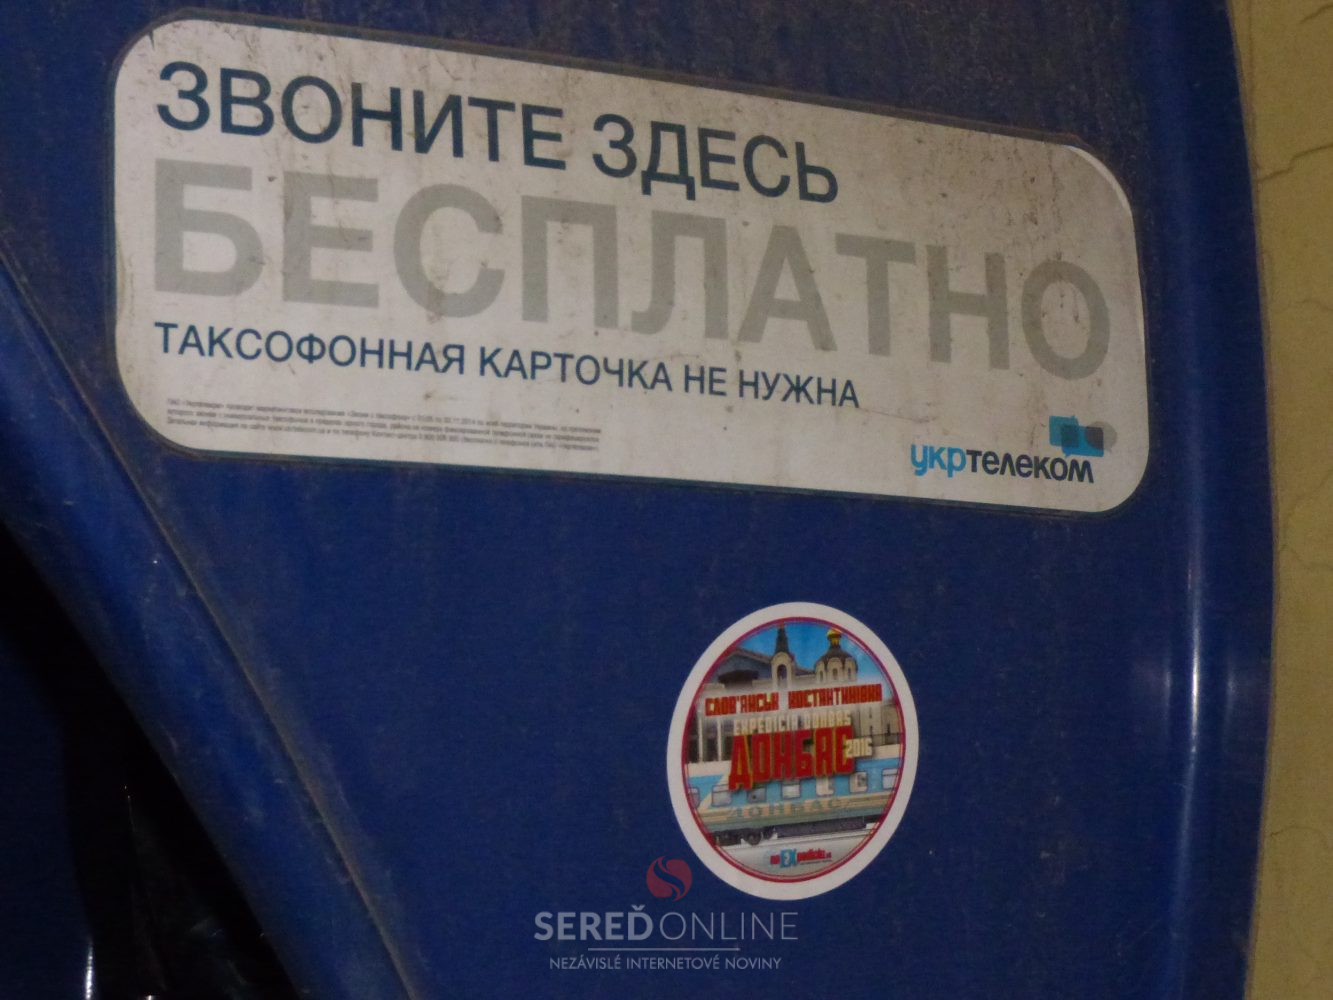 ЗВОНИТЕ ЗДЕСЬ
БЕСПЛАТНО
ТАКСОФОННАЯ КАРТОЧКА НЕ НУЖНА
укртелеком
СЛОВ'ЯНСЬК КОСТЯНТИНІВКА
EXPEDÍCIA DONBAS
ДОНБАС 2016
ДОНБАС
SEREĎONLINE
NEZÁVISLÉ INTERNETOVÉ NOVINY